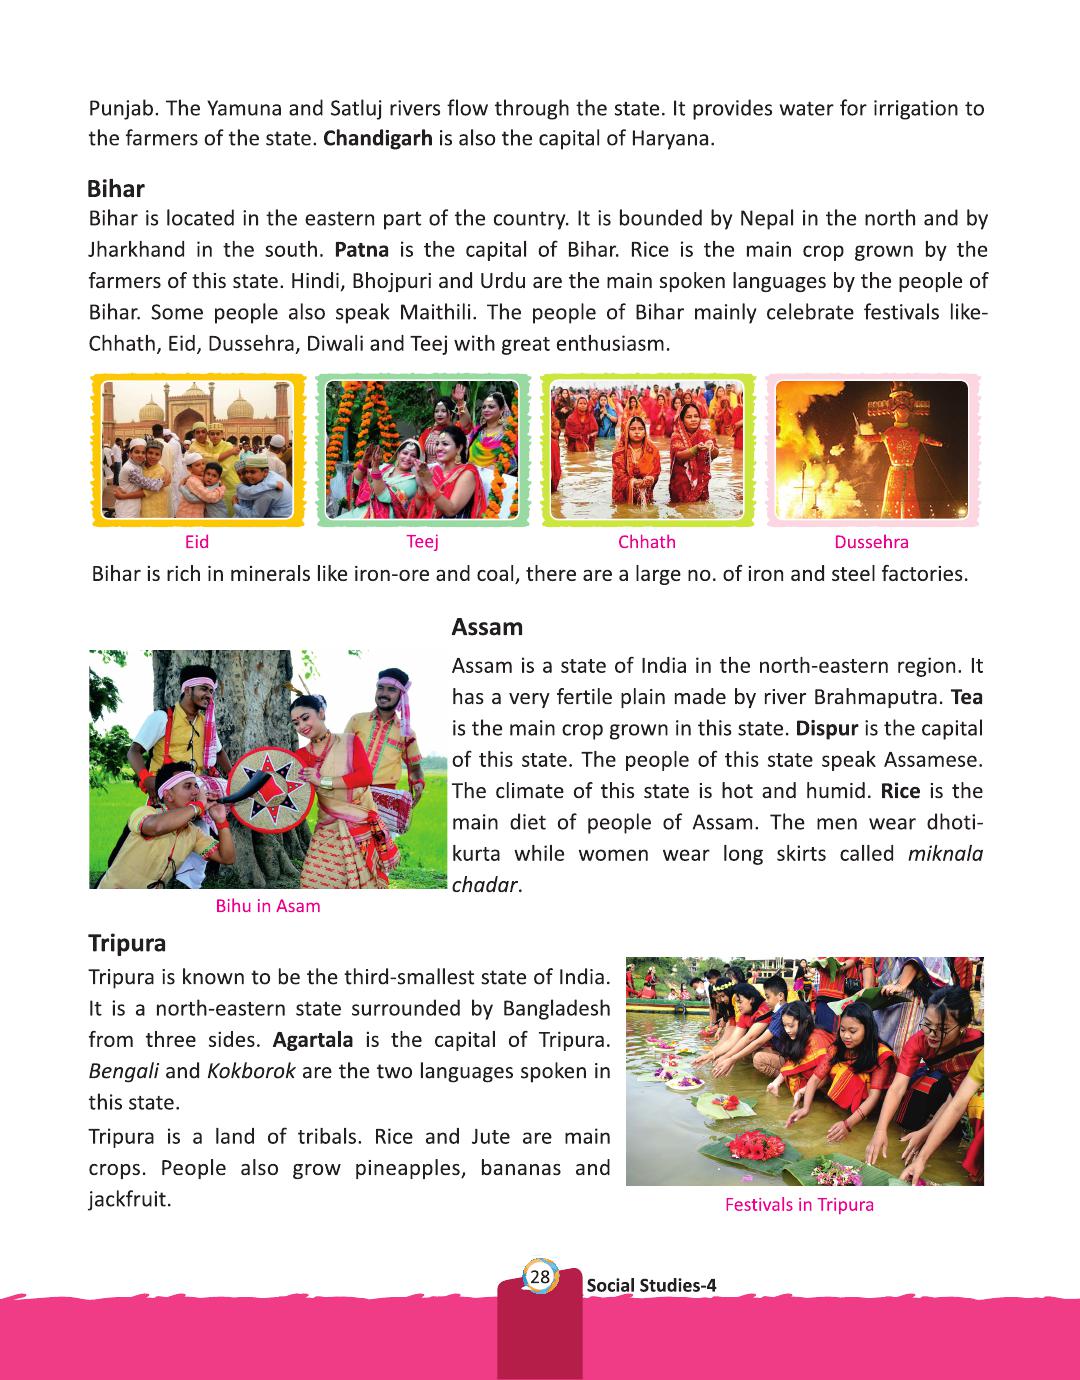 Punjab. The Yamuna and Satluj rivers flow through the state. It provides water for irrigation to
the farmers of the state. Chandigarh is also the capital of Haryana.
Bihar
Bihar is located in the eastern part of the country. It is bounded by Nepal in the north and by
Jharkhand in the south. Patna is the capital of Bihar. Rice is the main crop grown by the
farmers of this state. Hindi, Bhojpuri and Urdu are the main spoken languages by the people of
Bihar. Some people also speak Maithili. The people of Bihar mainly celebrate festivals like-
Chhath, Eid, Dussehra, Diwali and Teej with great enthusiasm.
Eid
Teej
Chhath
Dussehra
Bihar is rich in minerals like iron-ore and coal, there are a large no. of iron and steel factories.
Assam
Assam is a state of India in the north-eastern region. It
has a very fertile plain made by river Brahmaputra. Tea
is the main crop grown in this state. Dispur is the capital
of this state. The people of this state speak Assamese.
The climate of this state is hot and humid. Rice is the
main diet of people of Assam. The men wear dhoti-
kurta while women wear long skirts called miknala
chadar.
Bihu in Asam
Tripura
Tripura is known to be the third-smallest state of India.
It is a north-eastern state surrounded by Bangladesh
from three sides. Agartala is the capital of Tripura.
Bengali and Kokborok are the two languages spoken in
this state.
Tripura is a land of tribals. Rice and Jute are main
crops. People also grow pineapples, bananas and
jackfruit.
Festivals in Tripura
28
Social Studies-4